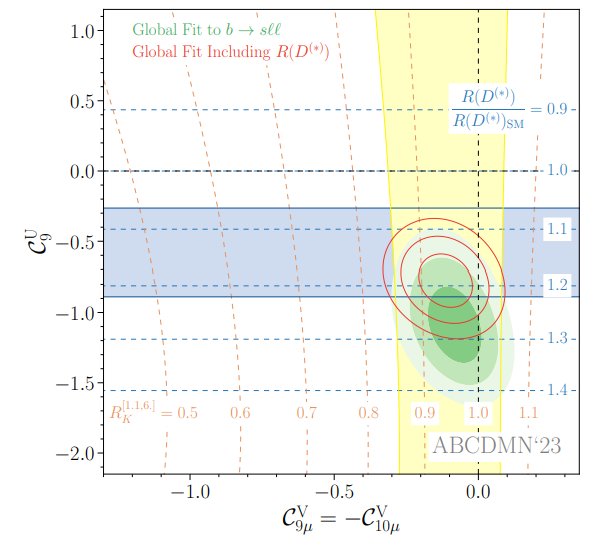 Global Fit to b → sℓℓ
Global Fit Including R(D⁽*⁾)
R(D⁽*⁾)
R(D⁽*⁾)SM
= 0.9
1.0
1.1
1.2
1.3
1.4
R_K^[1.1,6.] = 0.5 0.6 0.7 0.8 0.9 1.0 1.1
ABCDMN‘23
1.0
0.5
0.0
−0.5
−1.0
−1.5
−2.0
C₉ᵁ
−1.0 −0.5 0.0
C_9μ^V = −C_10μ^V